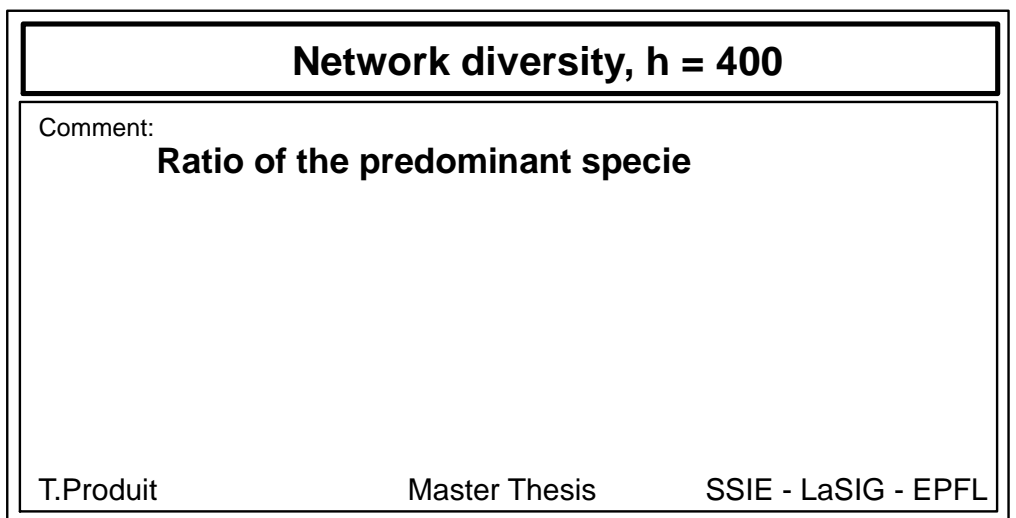 Network diversity, h = 400
Comment:
Ratio of the predominant specie
T.Produit Master Thesis SSIE - LaSIG - EPFL